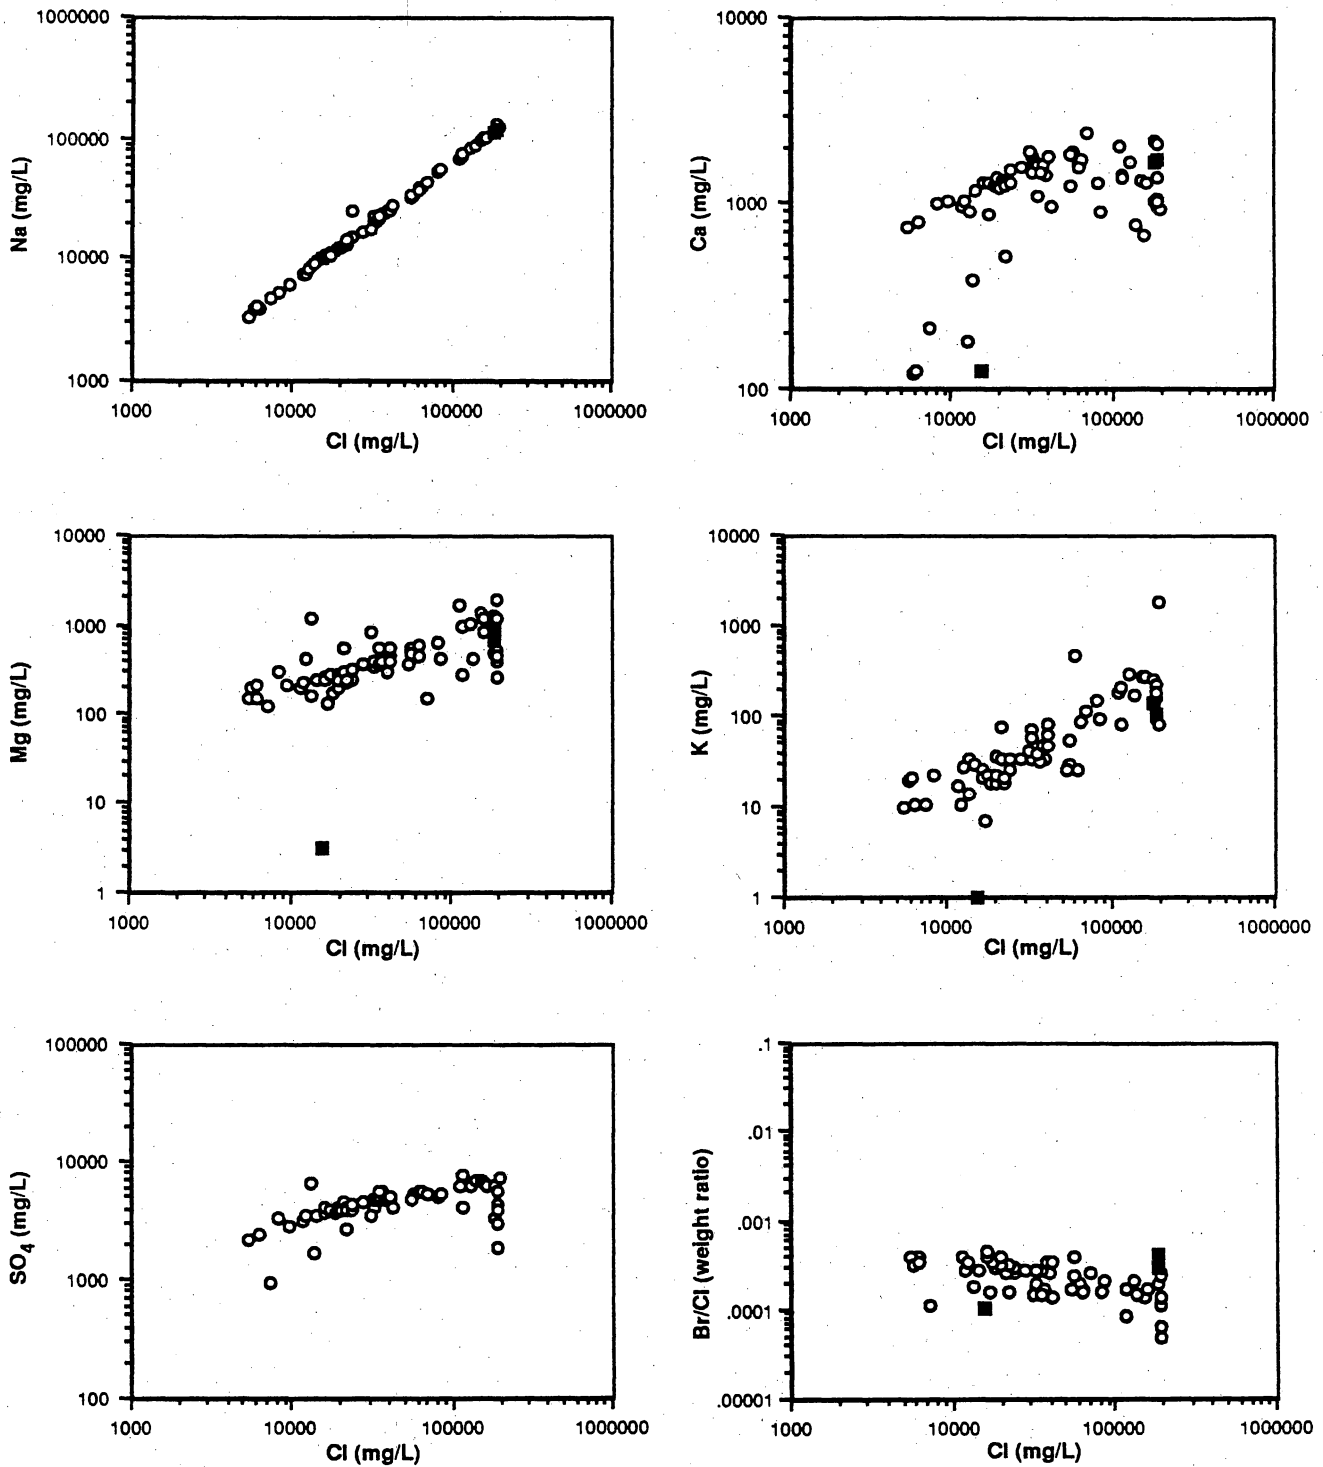 1000000
100000
10000
1000
Na (mg/L)
1000 10000 100000 1000000
Cl (mg/L)
10000
1000
100
Ca (mg/L)
1000 10000 100000 1000000
Cl (mg/L)
10000
1000
100
10
1
Mg (mg/L)
1000 10000 100000 1000000
Cl (mg/L)
10000
1000
100
10
1
K (mg/L)
1000 10000 100000 1000000
Cl (mg/L)
100000
10000
1000
100
SO4 (mg/L)
1000 10000 100000 1000000
Cl (mg/L)
.1
.01
.001
.0001
.00001
Br/Cl (weight ratio)
1000 10000 100000 1000000
Cl (mg/L)